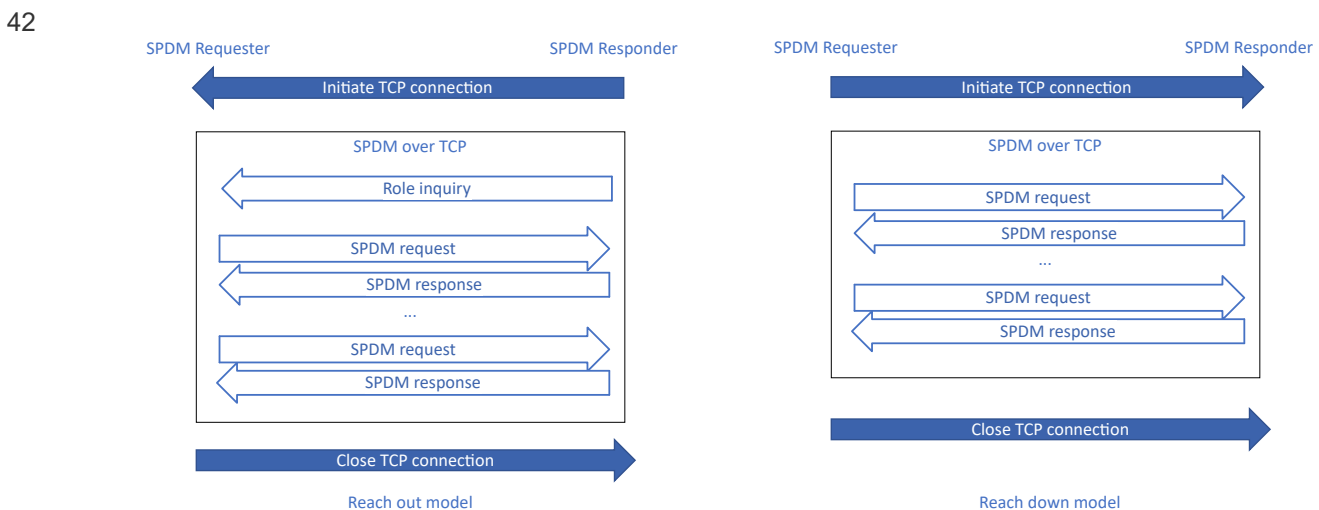 42
SPDM Requester
SPDM Responder
Initiate TCP connection
SPDM over TCP
Role inquiry
SPDM request
SPDM response
...
SPDM request
SPDM response
Close TCP connection
Reach out model
SPDM Requester
SPDM Responder
Initiate TCP connection
SPDM over TCP
SPDM request
SPDM response
...
SPDM request
SPDM response
Close TCP connection
Reach down model